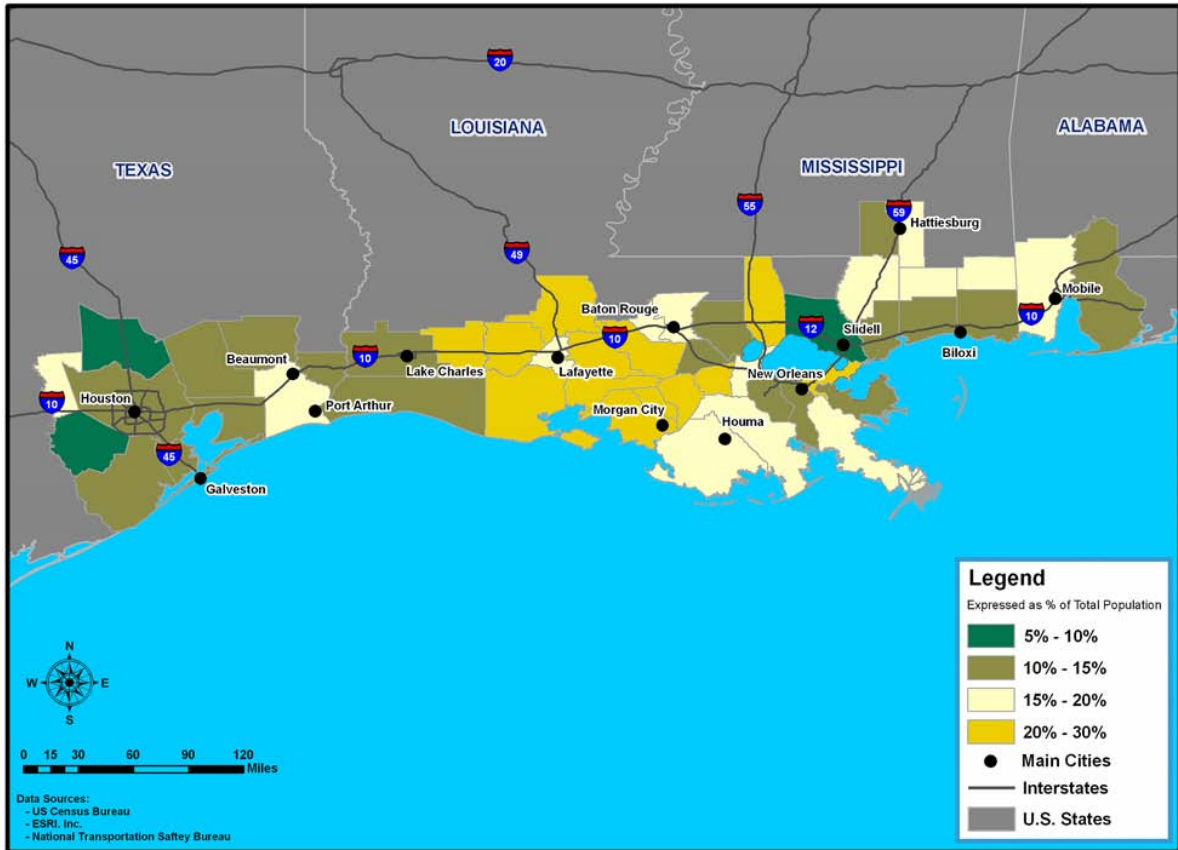 20
LOUISIANA
ALABAMA
TEXAS
MISSISSIPPI
55
59
Hattiesburg
45
49
Mobile
Baton Rouge
12
10
Slidell
10
Beaumont
10
Lake Charles
Lafayette
Biloxi
New Orleans
10
Houston
Port Arthur
Morgan City
Houma
45
Galveston
Legend
Expressed as % of Total Population
5% - 10%
10% - 15%
15% - 20%
20% - 30%
Main Cities
Interstates
U.S. States
N
W
E
S
0 15 30 60 90 120
Miles
Data Sources:
- US Census Bureau
- ESRI. Inc.
- National Transportation Saftey Bureau